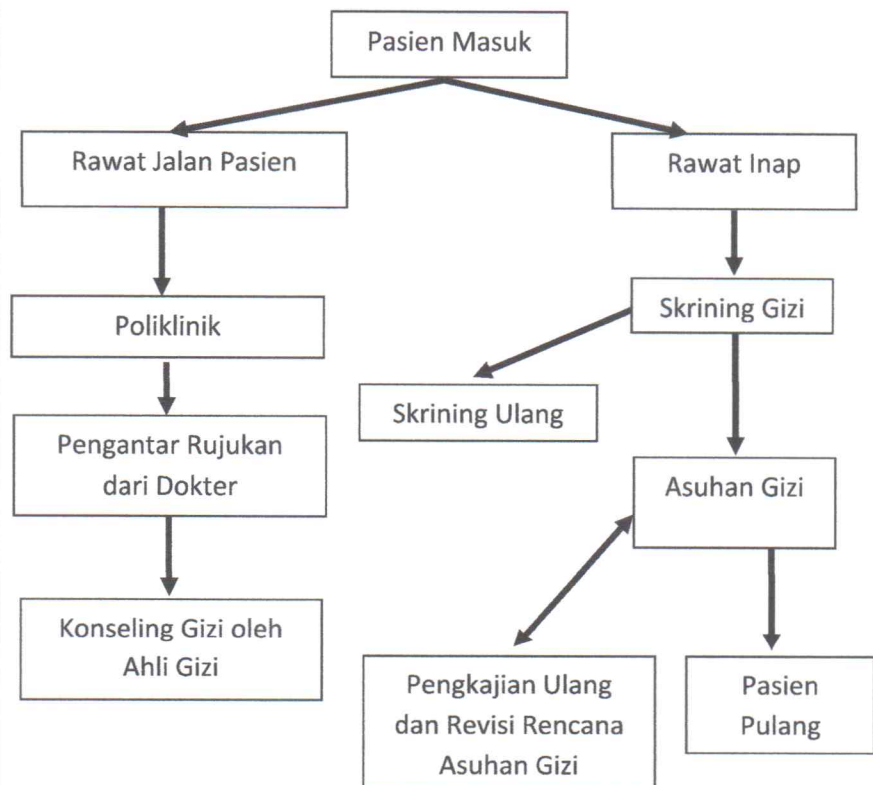 Pasien Masuk
Rawat Jalan Pasien
Rawat Inap
Poliklinik
Skrining Gizi
Skrining Ulang
Pengantar Rujukan
dari Dokter
Asuhan Gizi
Konseling Gizi oleh
Ahli Gizi
Pengkajian Ulang
dan Revisi Rencana
Asuhan Gizi
Pasien
Pulang